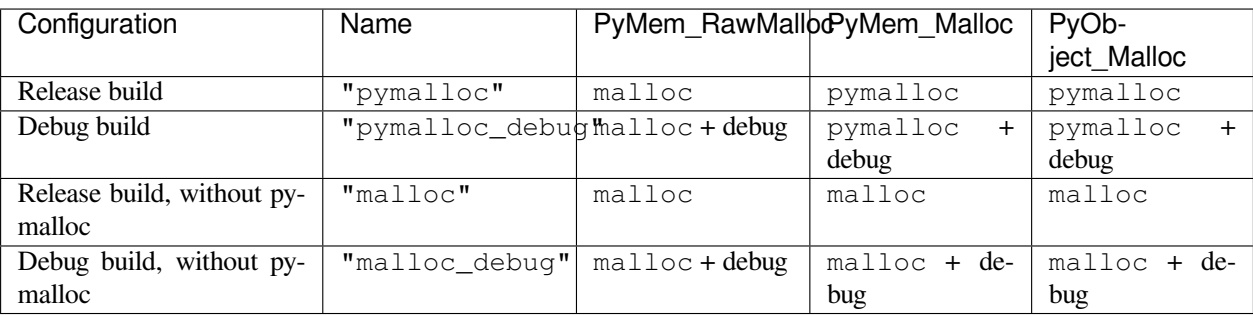 Configuration Name PyMem_RawMalloc PyMem_Malloc PyOb-
ject_Malloc
Release build "pymalloc" malloc pymalloc pymalloc
Debug build "pymalloc_debug" malloc + debug pymalloc + pymalloc +
debug debug
Release build, without py- "malloc" malloc malloc malloc
malloc
Debug build, without py- "malloc_debug" malloc + debug malloc + de- malloc + de-
malloc bug bug